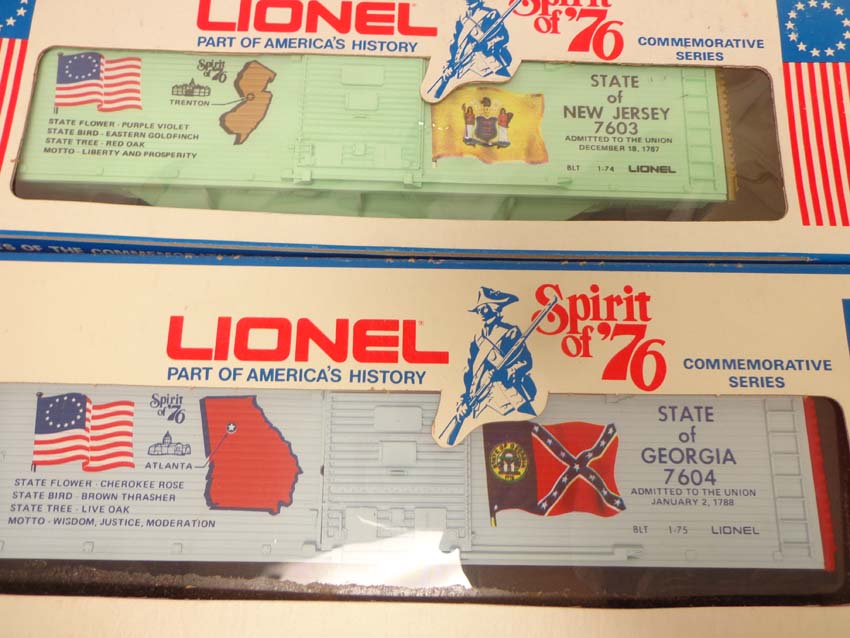 LIONEL
PART OF AMERICA'S HISTORY
Spirit
of '76
COMMEMORATIVE
SERIES
Spirit
of '76
TRENTON
STATE FLOWER - PURPLE VIOLET
STATE BIRD - EASTERN GOLDFINCH
STATE TREE - RED OAK
MOTTO - LIBERTY AND PROSPERITY
STATE
of
NEW JERSEY
7603
ADMITTED TO THE UNION
DECEMBER 18, 1787
BLT 1-74 LIONEL
OF THE
LIONEL
PART OF AMERICA'S HISTORY
Spirit
of '76
COMMEMORATIVE
SERIES
Spirit
of '76
ATLANTA
STATE FLOWER - CHEROKEE ROSE
STATE BIRD - BROWN THRASHER
STATE TREE - LIVE OAK
MOTTO - WISDOM, JUSTICE, MODERATION
STATE
of
GEORGIA
7604
ADMITTED TO THE UNION
JANUARY 2, 1788
BLT 1-75 LIONEL